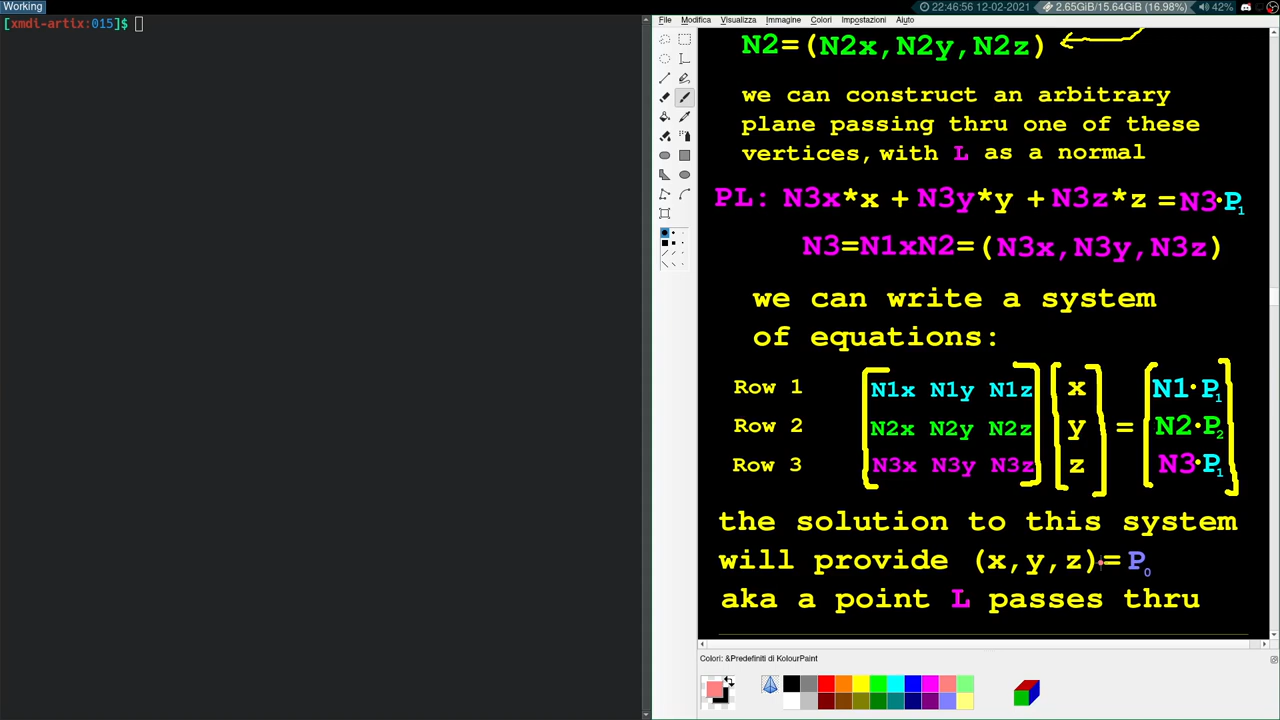 Working
22:46:56 12-02-2021 2.65GiB/15.64GiB (16.98%) 42%
[xmdi-artix:015]$
File Modifica Visualizza Immagine Colori Impostazioni Aiuto
N2=(N2x,N2y,N2z)
we can construct an arbitrary
plane passing thru one of these
vertices, with L as a normal
PL: N3x*x + N3y*y + N3z*z =N3·P1
N3=N1xN2=(N3x,N3y,N3z)
we can write a system
of equations:
Row 1 N1x N1y N1z x N1·P1
Row 2 N2x N2y N2z y = N2·P2
Row 3 N3x N3y N3z z N3·P1
the solution to this system
will provide (x,y,z)= P0
aka a point L passes thru
Colori: &Predefiniti di KolourPaint